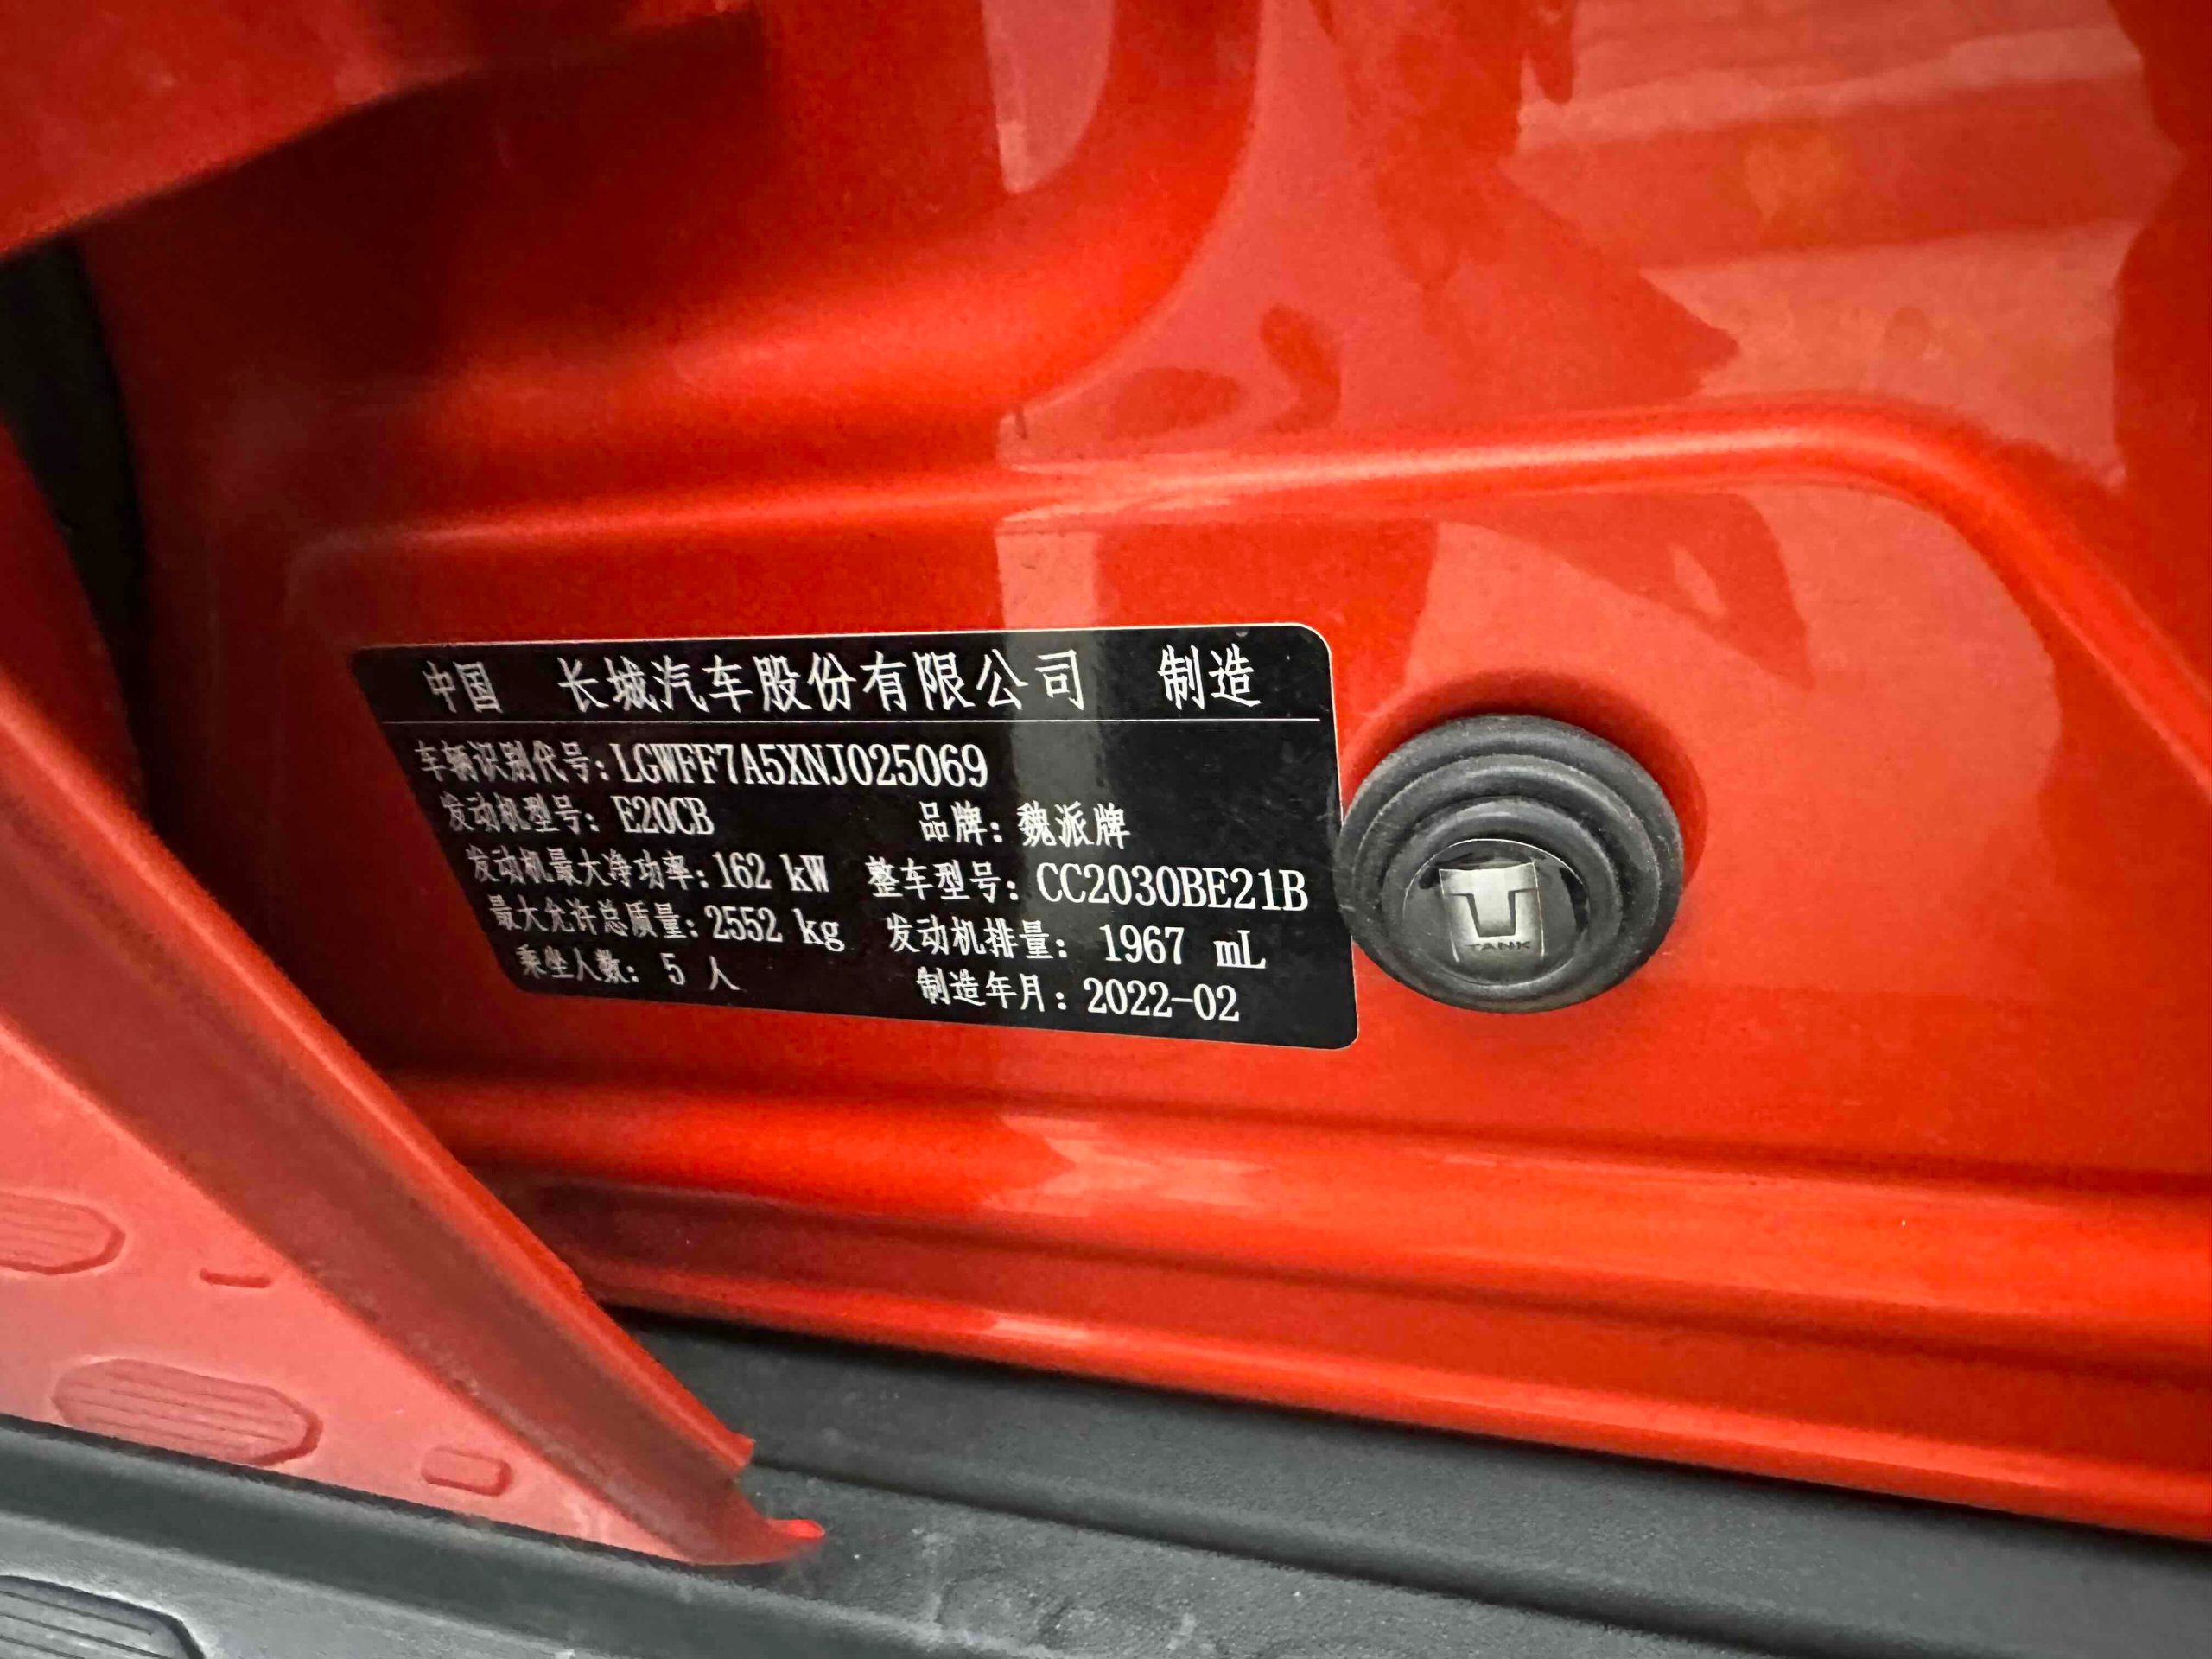 中国 长城汽车股份有限公司 制造
车辆识别代号: LGWFF7A5XNJ025069
发动机型号: E20CB 品牌: 魏派牌
发动机最大净功率: 162 kW 整车型号: CC2030BE21B
最大允许总质量: 2552 kg 发动机排量: 1967 mL
乘坐人数: 5 人 制造年月: 2022-02
TANK